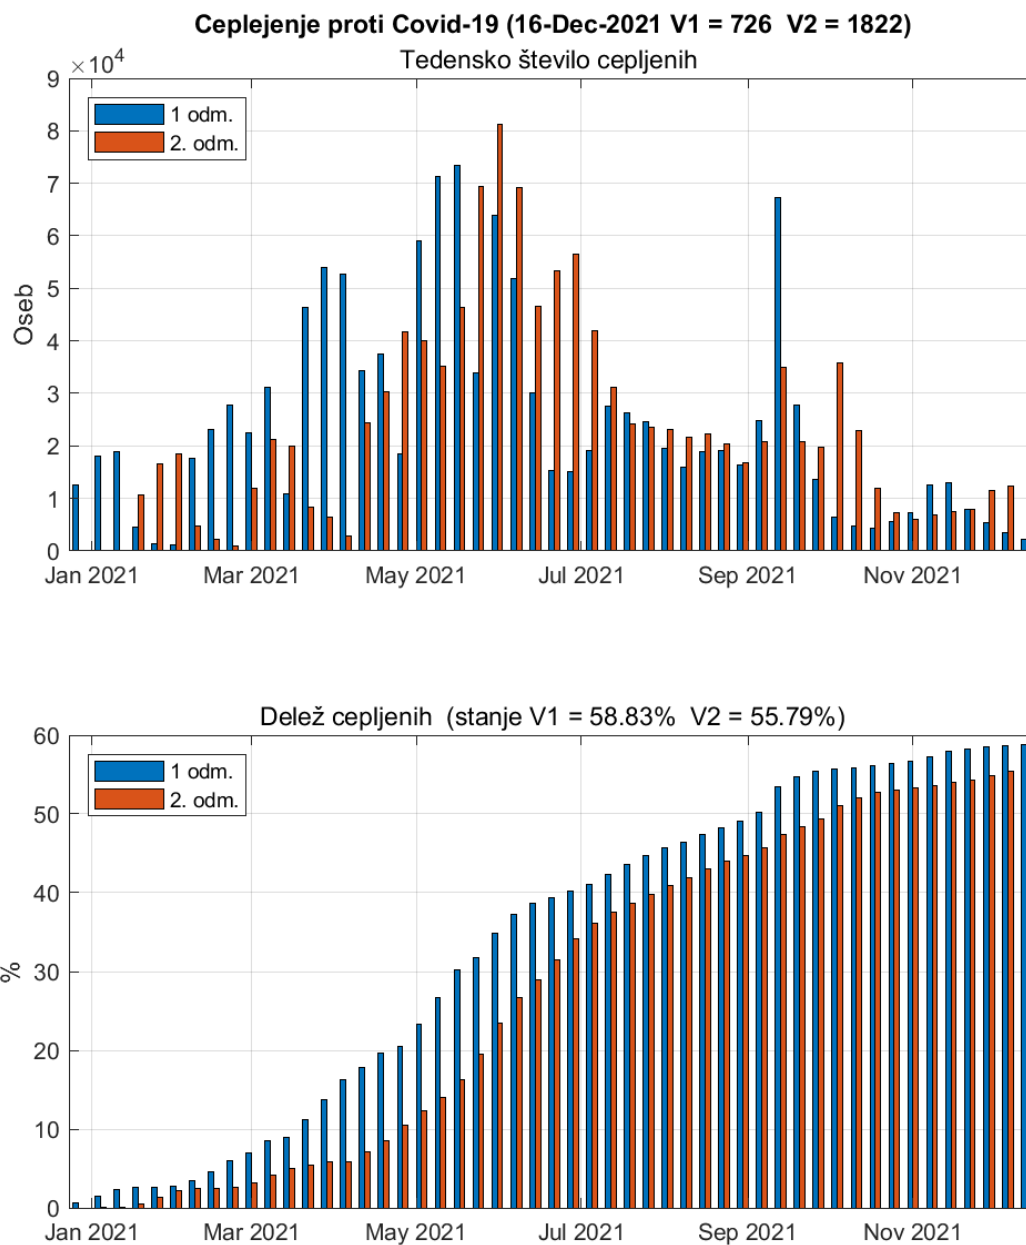 Ceplejenje proti Covid-19 (16-Dec-2021 V1 = 726 V2 = 1822)
Tedensko število cepljenih
×10⁴
9
8
7
6
5
4
3
2
1
0
Oseb
1 odm.
2. odm.
Jan 2021 Mar 2021 May 2021 Jul 2021 Sep 2021 Nov 2021
Delež cepljenih (stanje V1 = 58.83% V2 = 55.79%)
60
50
40
30
20
10
0
%
1 odm.
2. odm.
Jan 2021 Mar 2021 May 2021 Jul 2021 Sep 2021 Nov 2021